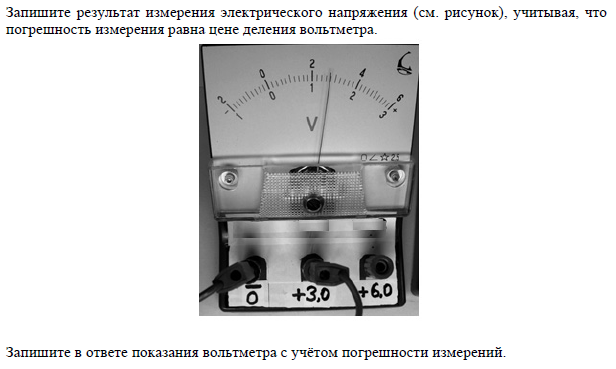 Запишите результат измерения электрического напряжения (см. рисунок), учитывая, что
погрешность измерения равна цене деления вольтметра.
2 0 2 4 6
- 1 0 1 2 3 +
V
0 +3,0 +6,0
Запишите в ответе показания вольтметра с учётом погрешности измерений.